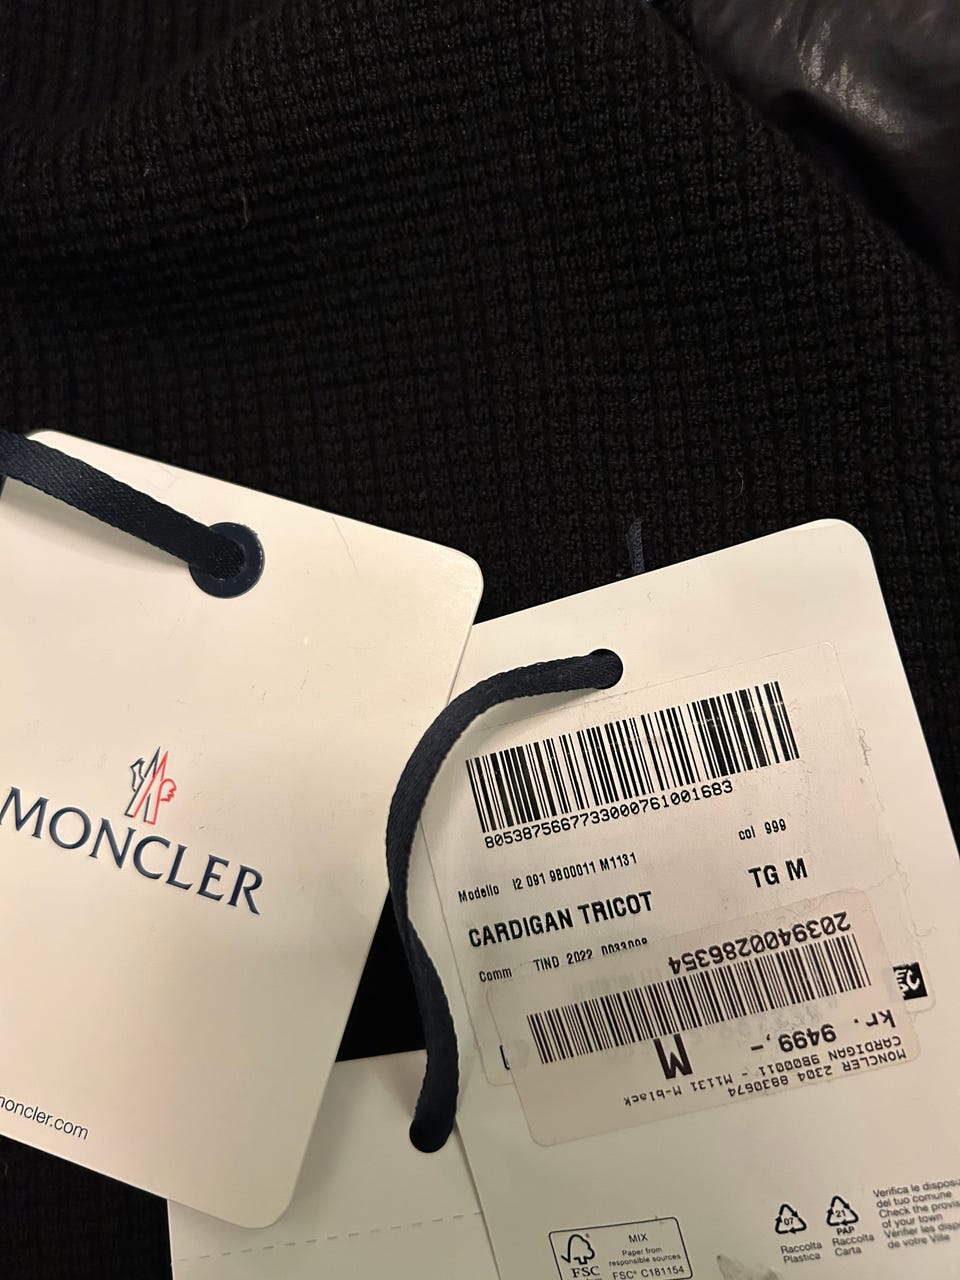 MONCLER
moncler.com
8053875667733000761001683
col 999
Modello I2 091 9B00011 M1131
TG M
CARDIGAN TRICOT
Comm TIND 2022
2039400286354
M
kr. 9499,-
MONCLER 2304 8830674
CARDIGAN 9B00011 - M1131 M-black
MIX
Paper from
responsible sources
FSC
FSC® C181154
07
Raccolta
Plastica
21
PAP
Raccolta
Carta
Verifica le
del tuo comune
Check the
of your town
Vérifier les
de votre Ville